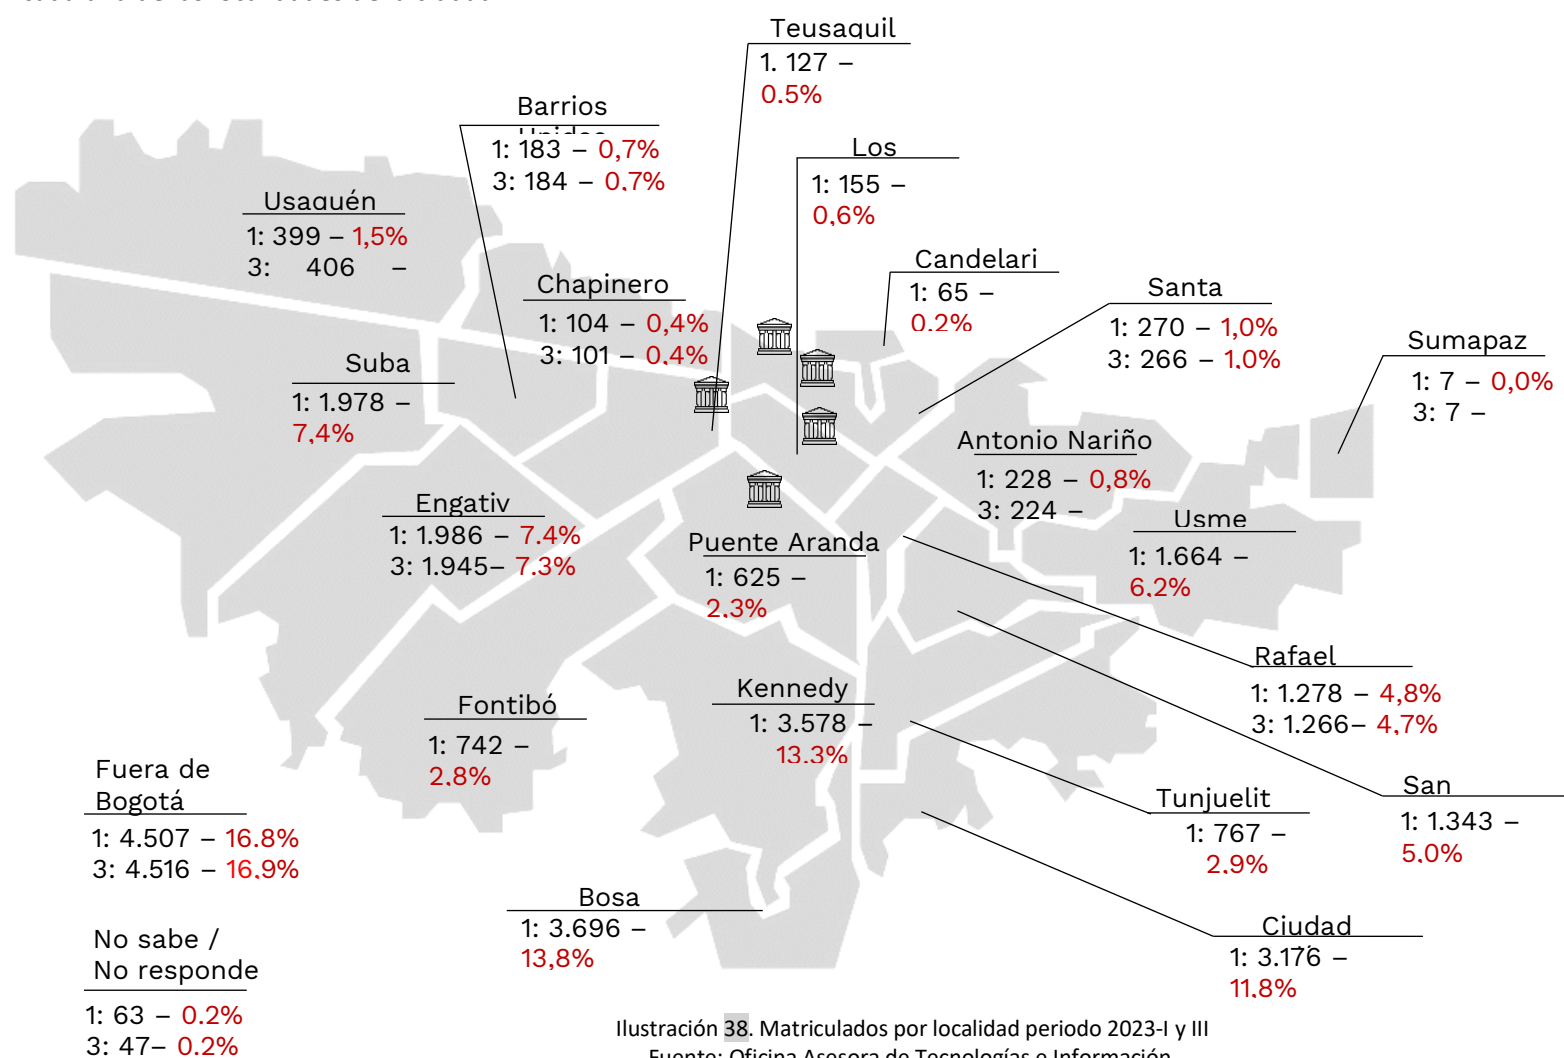 Teusaquil
1. 127 –
0.5%
Barrios
1: 183 – 0,7%
3: 184 – 0.7%
Los
1: 155 –
0,6%
Usaquén
1: 399 – 1,5%
3: 406 –
Candelari
1: 65 –
0.2%
Chapinero
1: 104 – 0,4%
3: 101 – 0.4%
Santa
1: 270 – 1,0%
3: 266 – 1.0%
Sumapaz
1: 7 – 0,0%
3: 7 –
Suba
1: 1.978 –
7,4%
Antonio Nariño
1: 228 – 0,8%
3: 224 –
Engativ
1: 1.986 – 7.4%
3: 1.945– 7.3%
Usme
1: 1.664 –
6,2%
Puente Aranda
1: 625 –
2,3%
Rafael
1: 1.278 – 4,8%
3: 1.266– 4,7%
Kennedy
1: 3.578 –
13.3%
Fontibó
1: 742 –
2,8%
Fuera de
Bogotá
1: 4.507 – 16.8%
3: 4.516 – 16.9%
San
1: 1.343 –
5.0%
Tunjuelit
1: 767 –
2,9%
Bosa
1: 3.696 –
13,8%
Ciudad
1: 3.176 –
11,8%
No sabe /
No responde
1: 63 – 0.2%
3: 47– 0.2%
Ilustración 38. Matriculados por localidad periodo 2023-I y III
Fuente: Oficina Asesora de Tecnologías e Información